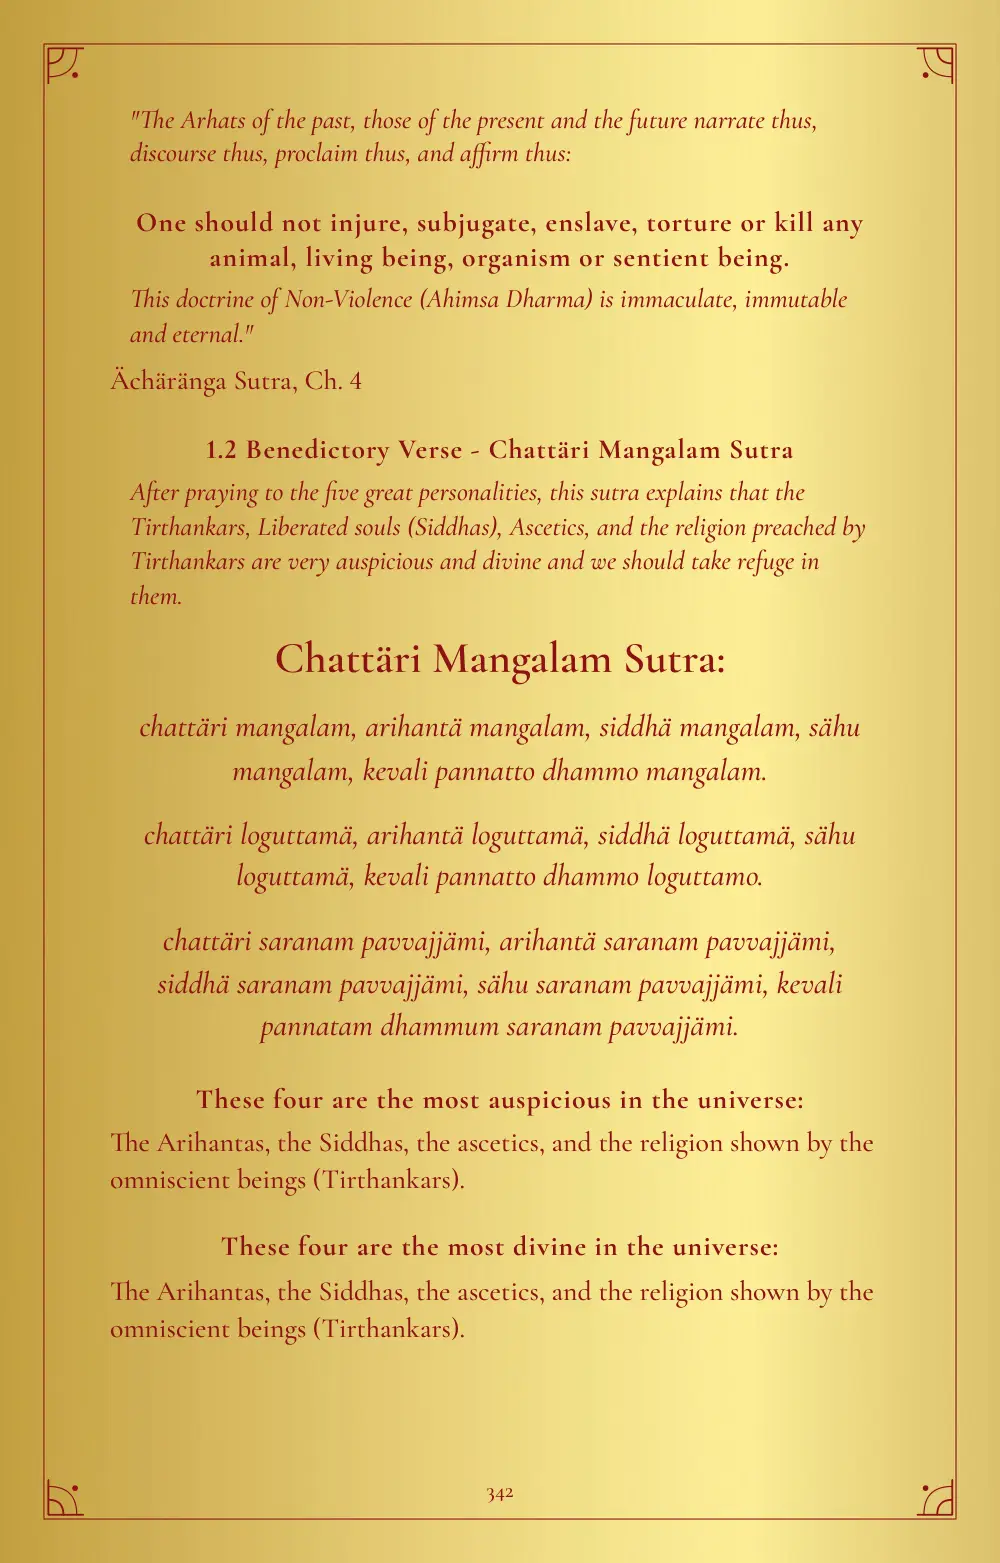 "The Arhats of the past, those of the present and the future narrate thus,
discourse thus, proclaim thus, and affirm thus:
One should not injure, subjugate, enslave, torture or kill any
animal, living being, organism or sentient being.
This doctrine of Non-Violence (Ahimsa Dharma) is immaculate, immutable
and eternal."
Ächäränga Sutra, Ch. 4
1.2 Benedictory Verse - Chattäri Mangalam Sutra
After praying to the five great personalities, this sutra explains that the
Tirthankars, Liberated souls (Siddhas), Ascetics, and the religion preached by
Tirthankars are very auspicious and divine and we should take refuge in
them.
Chattäri Mangalam Sutra:
chattäri mangalam, arihantä mangalam, siddhä mangalam, sähu
mangalam, kevali pannatto dhammo mangalam.
chattäri loguttamä, arihantä loguttamä, siddhä loguttamä, sähu
loguttamä, kevali pannatto dhammo loguttamo.
chattäri saranam pavvajjämi, arihantä saranam pavvajjämi,
siddhä saranam pavvajjämi, sähu saranam pavvajjämi, kevali
pannatam dhammum saranam pavvajjämi.
These four are the most auspicious in the universe:
The Arihantas, the Siddhas, the ascetics, and the religion shown by the
omniscient beings (Tirthankars).
These four are the most divine in the universe:
The Arihantas, the Siddhas, the ascetics, and the religion shown by the
omniscient beings (Tirthankars).
342